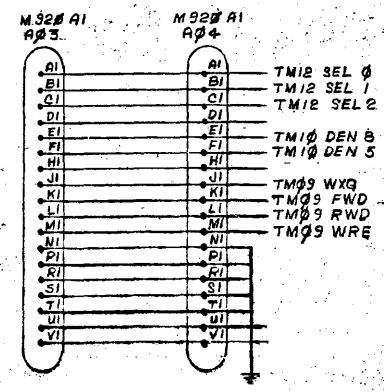 M920 A1 M920 A1
A03 A04
A1 A1 TM12 SEL 0
B1 B1 TM12 SEL 1
C1 C1 TM12 SEL 2
D1 D1
E1 E1 TM10 DEN 8
F1 F1 TM10 DEN 5
H1 H1
J1 J1 TM09 WXQ
K1 K1 TM09 FWD
L1 L1 TM09 RWD
M1 M1 TM09 WRE
N1 N1
P1 P1
R1 R1
S1 S1
T1 T1
U1 U1
V1 V1